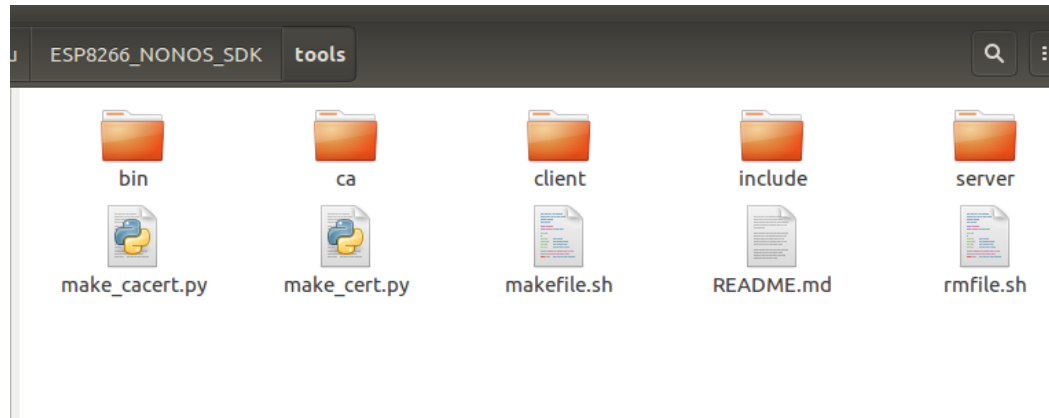 ESP8266_NONOS_SDK tools
bin ca client include server
make_cacert.py make_cert.py makefile.sh README.md rmfile.sh